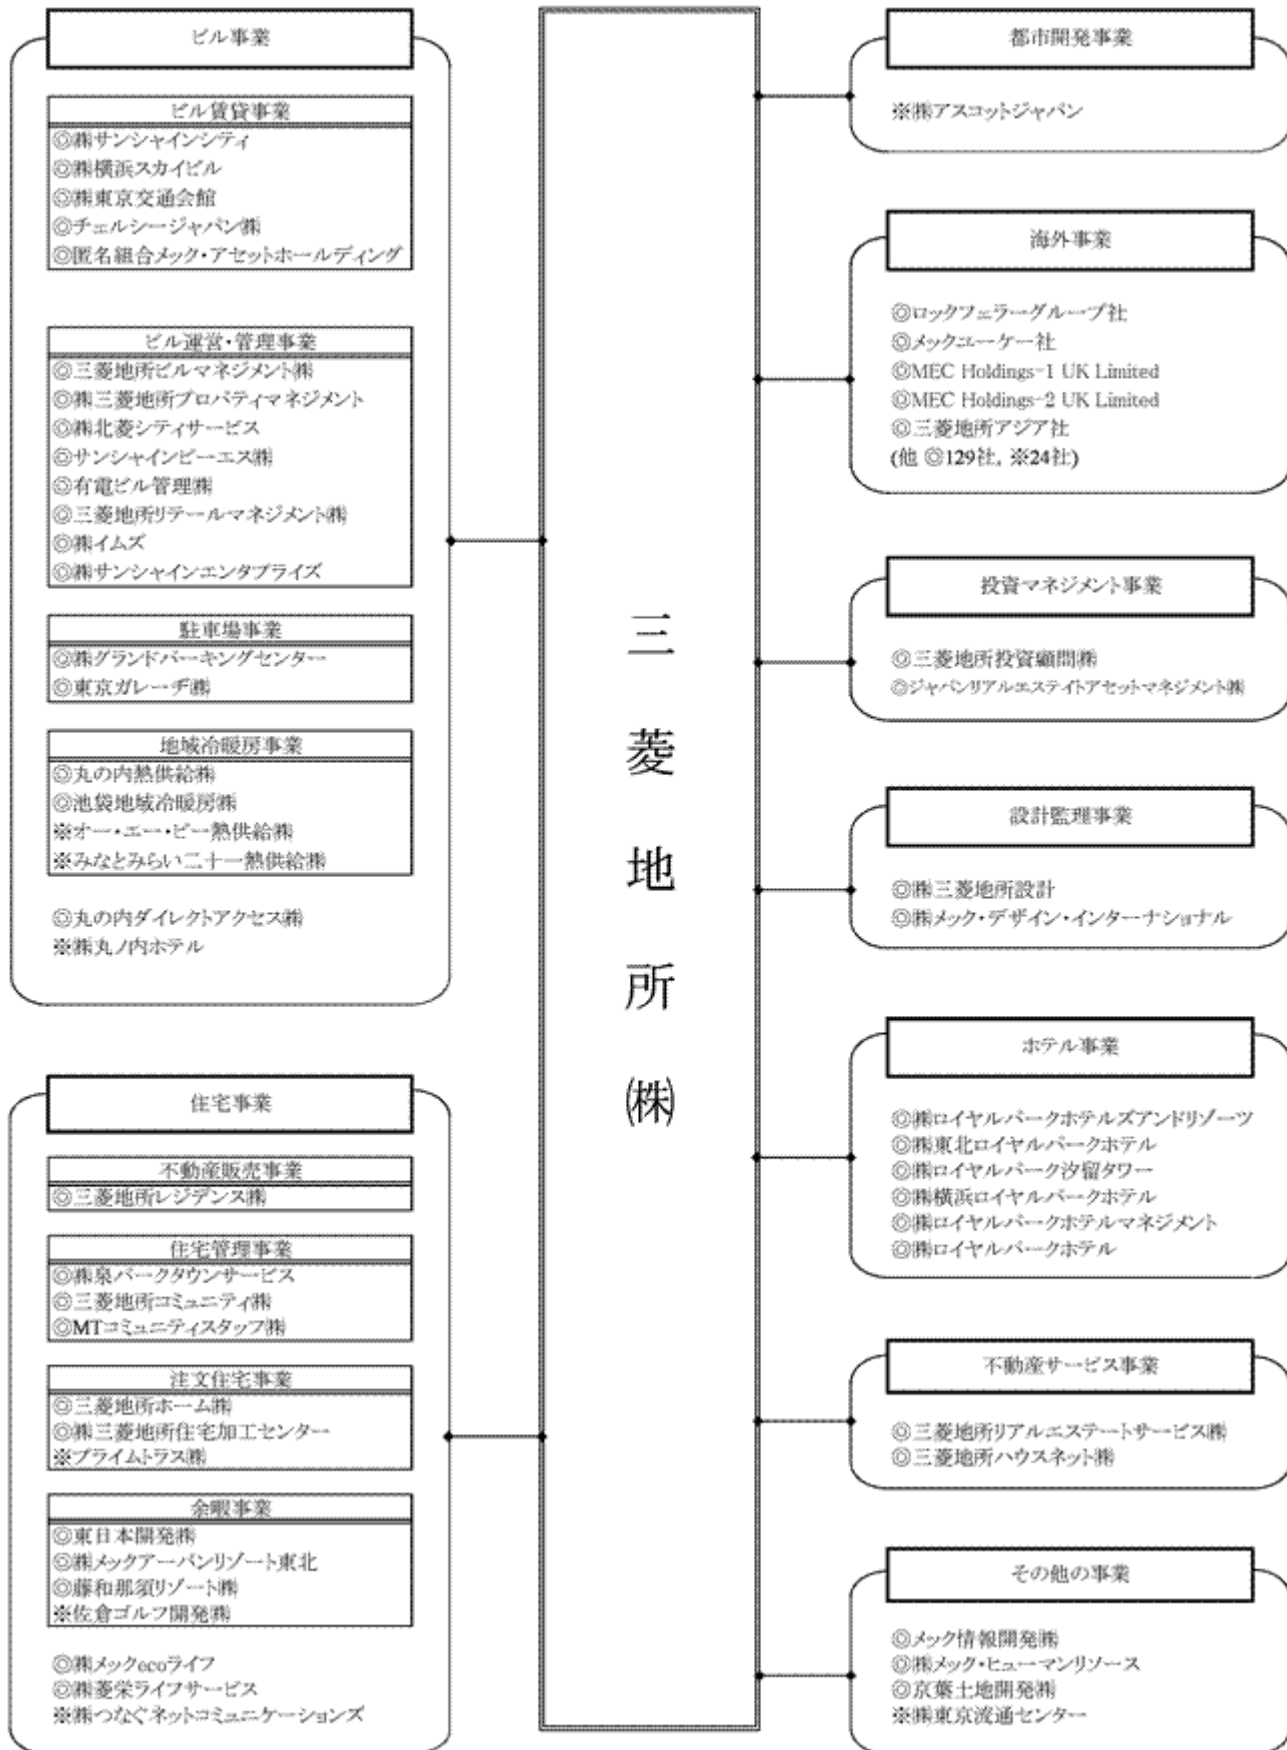 ビル事業
ビル賃貸事業
◎㈱サンシャインシティ
◎㈱横浜スカイビル
◎㈱東京交通会館
◎チェルシージャパン㈱
◎匿名組合メック・アセットホールディング
ビル運営・管理事業
◎三菱地所ビルマネジメント㈱
◎㈱三菱地所プロパティマネジメント
◎㈱北菱シティサービス
◎サンシャインビーエス㈱
◎有電ビル管理㈱
◎三菱地所リテールマネジメント㈱
◎㈱イムズ
◎㈱サンシャインエンタプライズ
駐車場事業
◎㈱グランドパーキングセンター
◎東京ガレーヂ㈱
地域冷暖房事業
◎丸の内熱供給㈱
◎池袋地域冷暖房㈱
※オー・エー・ピー熱供給㈱
※みなとみらい二十一熱供給㈱
◎丸の内ダイレクトアクセス㈱
※㈱丸ノ内ホテル
住宅事業
不動産販売事業
◎三菱地所レジデンス㈱
住宅管理事業
◎㈱泉パークタウンサービス
◎三菱地所コミュニティ㈱
◎MTコミュニティスタッフ㈱
注文住宅事業
◎三菱地所ホーム㈱
◎㈱三菱地所住宅加工センター
※プライムトラス㈱
余暇事業
◎東日本開発㈱
◎㈱メックアーバンリゾート東北
◎藤和那須リゾート㈱
※佐倉ゴルフ開発㈱
◎㈱メックecoライフ
◎㈱菱栄ライフサービス
※㈱つなぐネットコミュニケーションズ
三菱地所㈱
都市開発事業
※㈱アスコットジャパン
海外事業
◎ロックフェラーグループ社
◎メックユーケー社
◎MEC Holdings-1 UK Limited
◎MEC Holdings-2 UK Limited
◎三菱地所アジア社
(他 ◎129社, ※24社)
投資マネジメント事業
◎三菱地所投資顧問㈱
◎ジャパンリアルエステイトアセットマネジメント㈱
設計監理事業
◎㈱三菱地所設計
◎㈱メック・デザイン・インターナショナル
ホテル事業
◎㈱ロイヤルパークホテルズアンドリゾーツ
◎㈱東北ロイヤルパークホテル
◎㈱ロイヤルパーク汐留タワー
◎㈱横浜ロイヤルパークホテル
◎㈱ロイヤルパークホテルマネジメント
◎㈱ロイヤルパークホテル
不動産サービス事業
◎三菱地所リアルエステートサービス㈱
◎三菱地所ハウスネット㈱
その他の事業
◎メック情報開発㈱
◎㈱メック・ヒューマンリソース
◎京葉土地開発㈱
※㈱東京流通センター